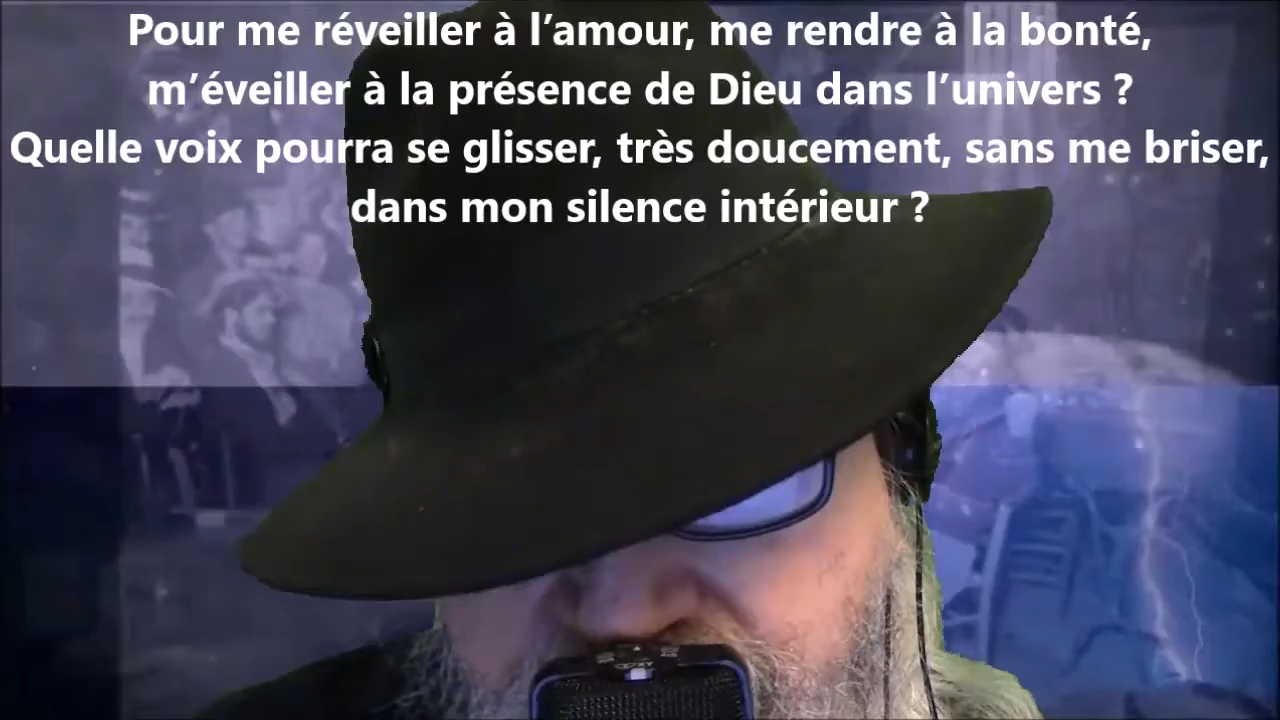 Pour me réveiller à l’amour, me rendre à la bonté,
m’éveiller à la présence de Dieu dans l’univers ?
Quelle voix pourra se glisser, très doucement, sans me briser,
dans mon silence intérieur ?